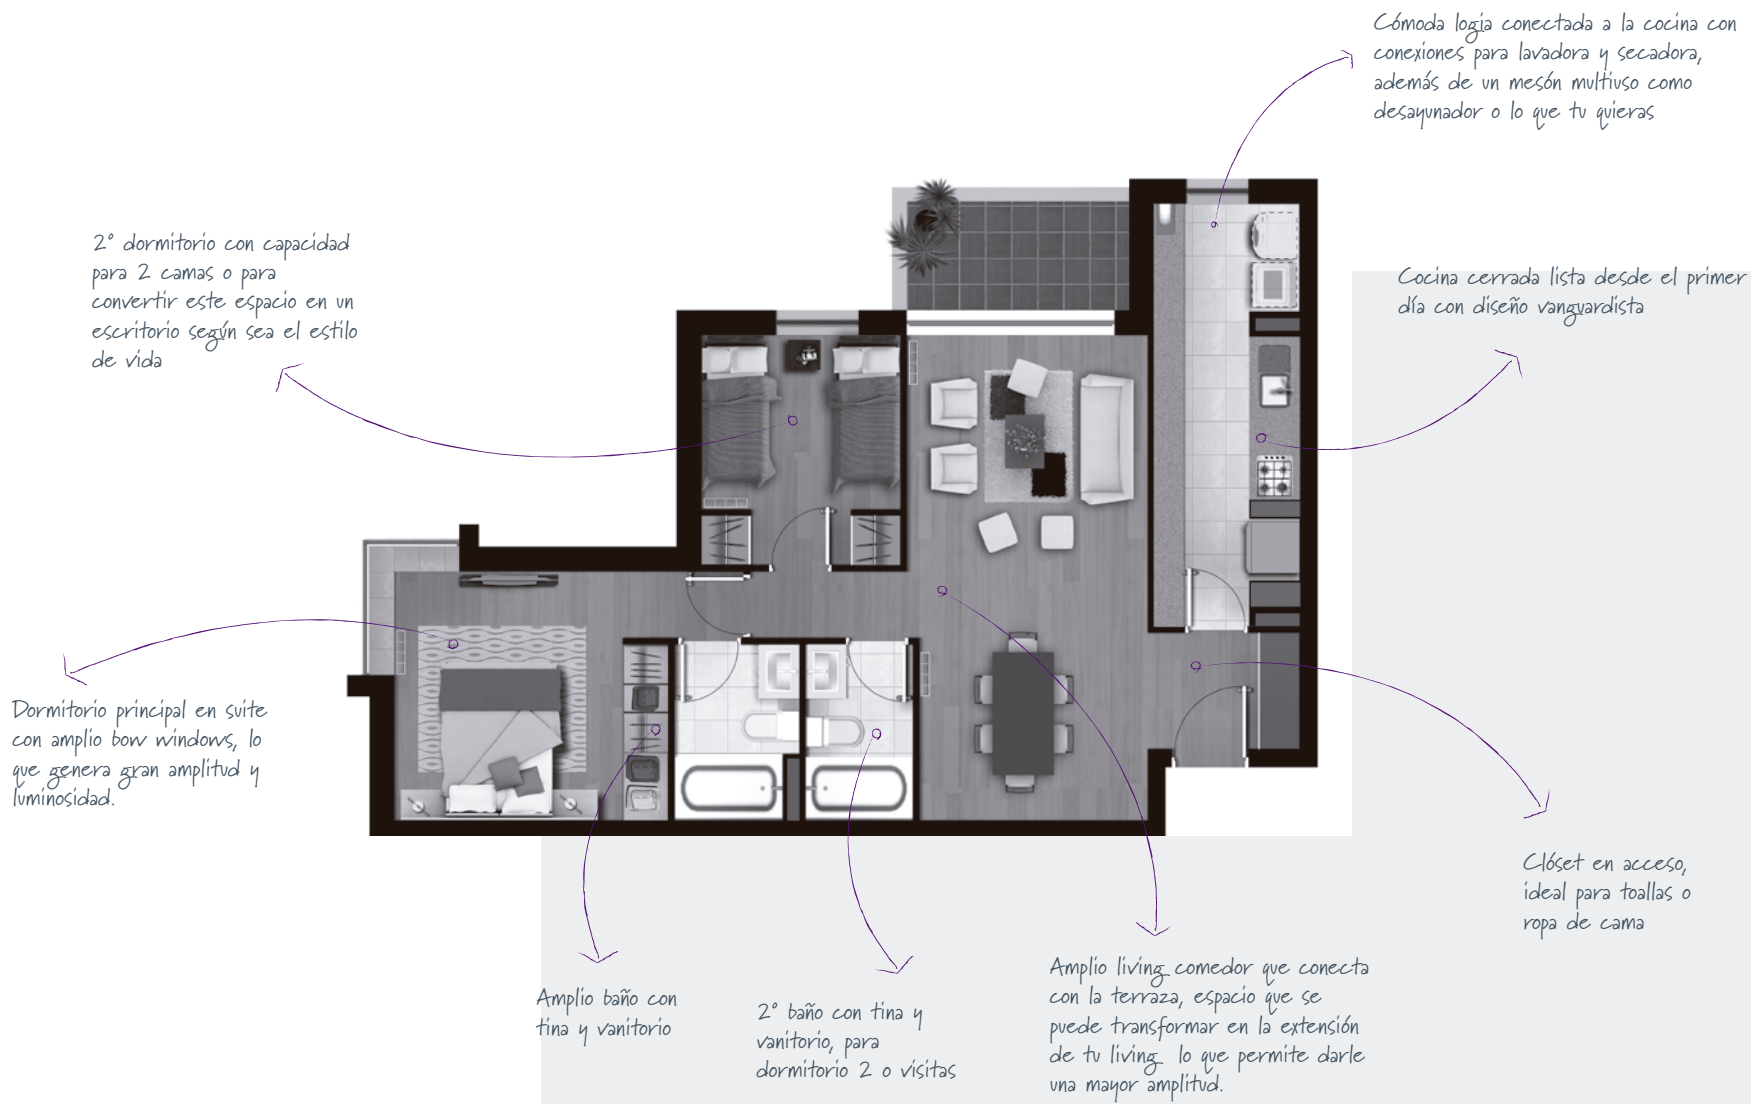 Cómoda logia conectada a la cocina con
conexiones para lavadora y secadora,
además de un mesón multiuso como
desayunador o lo que tu quieras
2° dormitorio con capacidad
para 2 camas o para
convertir este espacio en un
escritorio según sea el estilo
de vida
Cocina cerrada lista desde el primer
día con diseño vanguardista
Dormitorio principal en suite
con amplio bow windows, lo
que genera gran amplitud y
luminosidad.
Clóset en acceso,
ideal para toallas o
ropa de cama
Amplio baño con
tina y vanitorio
2° baño con tina y
vanitorio, para
dormitorio 2 o visitas
Amplio living comedor que conecta
con la terraza, espacio que se
puede transformar en la extensión
de tu living lo que permite darle
una mayor amplitud.